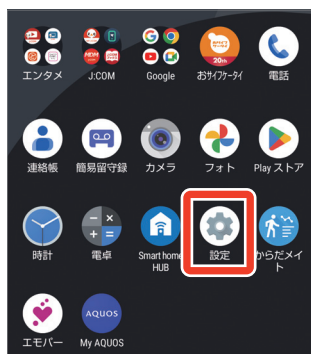 エンタメ
J:COM
Google
おサイフケータイ
電話
連絡帳
簡易留守録
カメラ
フォト
Play ストア
時計
電卓
Smart home
HUB
設定
からだメイ
ト
エモパー
AQUOS
My AQUOS
20th